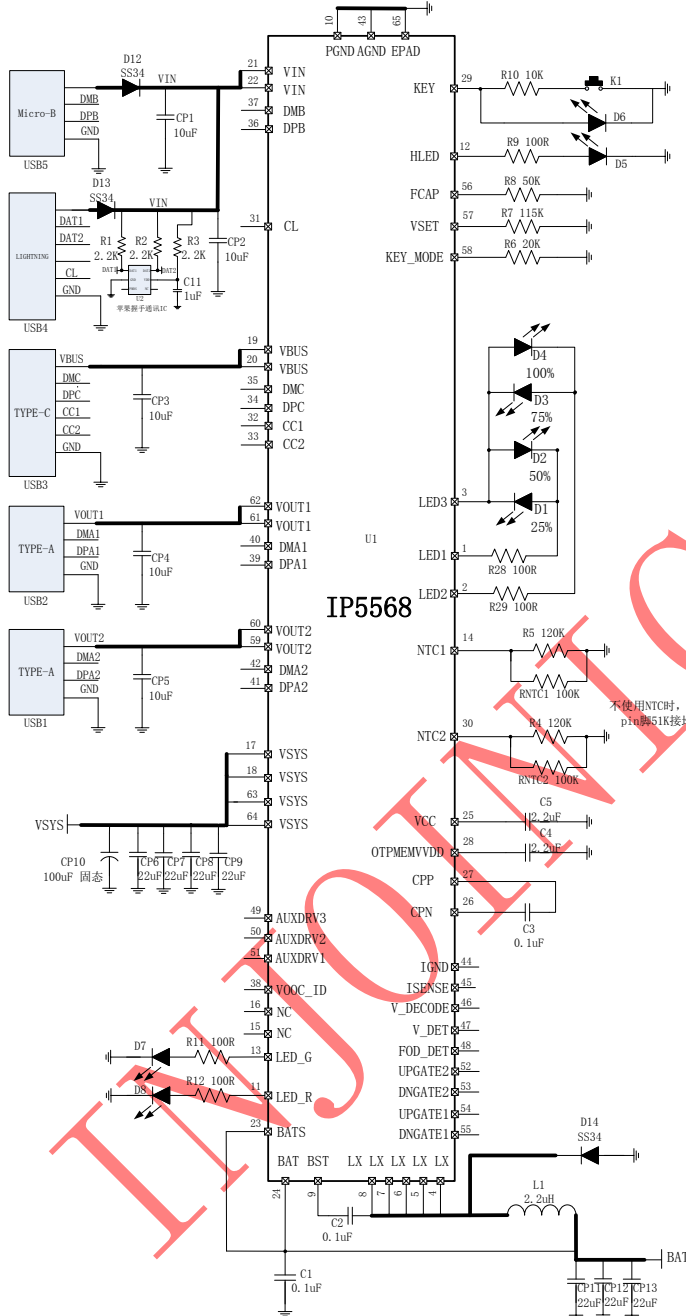 10
43
65
PGND AGND EPAD
D12
SS34
VIN
21
VIN
22
VIN
37
DMB
36
DPB
Micro-B
DMB
DPB
GND
USB5
CP1
10uF
D13
SS34
VIN
LIGHTNING
DAT1
DAT2
CL
GND
USB4
R1
2.2K
R2
2.2K
R3
2.2K
CP2
10uF
DAT1
DAT2
U2
C11
1uF
苹果握手通讯IC
31
CL
TYPE-C
VBUS
DMC
DPC
CC1
CC2
GND
USB3
CP3
10uF
19
VBUS
20
VBUS
35
DMC
34
DPC
32
CC1
33
CC2
TYPE-A
VOUT1
DMA1
DPA1
GND
USB2
CP4
10uF
62
VOUT1
61
VOUT1
40
DMA1
39
DPA1
TYPE-A
VOUT2
DMA2
DPA2
GND
USB1
CP5
10uF
60
VOUT2
59
VOUT2
42
DMA2
41
DPA2
17
VSYS
18
VSYS
63
VSYS
64
VSYS
VSYS
CP10
100uF 固态
CP6
22uF
CP7
22uF
CP8
22uF
CP9
22uF
49
AUXDRV3
50
AUXDRV2
51
AUXDRV1
38
VOOC_ID
16
NC
15
NC
D7
R11 100R
13
LED_G
D8
R12 100R
11
LED_R
23
BATS
BAT BST LX LX LX LX LX
24
9
8
7
6
5
4
C2
0.1uF
C1
0.1uF
U1
IP5568
KEY
29
R10 10K
K1
D6
HLED
12
R9 100R
D5
FCAP
56
R8 50K
VSET
57
R7 115K
KEY_MODE
58
R6 20K
D4
100%
D3
75%
D2
50%
D1
25%
LED3
3
LED1
1
R28 100R
LED2
2
R29 100R
NTC1
14
R5 120K
RNTC1 100K
不使用NTC时，
pin脚51K接地
NTC2
30
R4 120K
RNTC2 100K
VCC
25
C5
2.2uF
OTPMEMVVDD
28
C4
2.2uF
CPP
27
CPN
26
C3
0.1uF
IGND
44
ISENSE
45
V_DECODE
46
V_DET
47
FOD_DET
48
UPGATE2
52
DNGATE2
53
UPGATE1
54
DNGATE1
55
D14
SS34
L1
2.2uH
BAT
CP11
22uF
CP12
22uF
CP13
22uF
INJOINIC